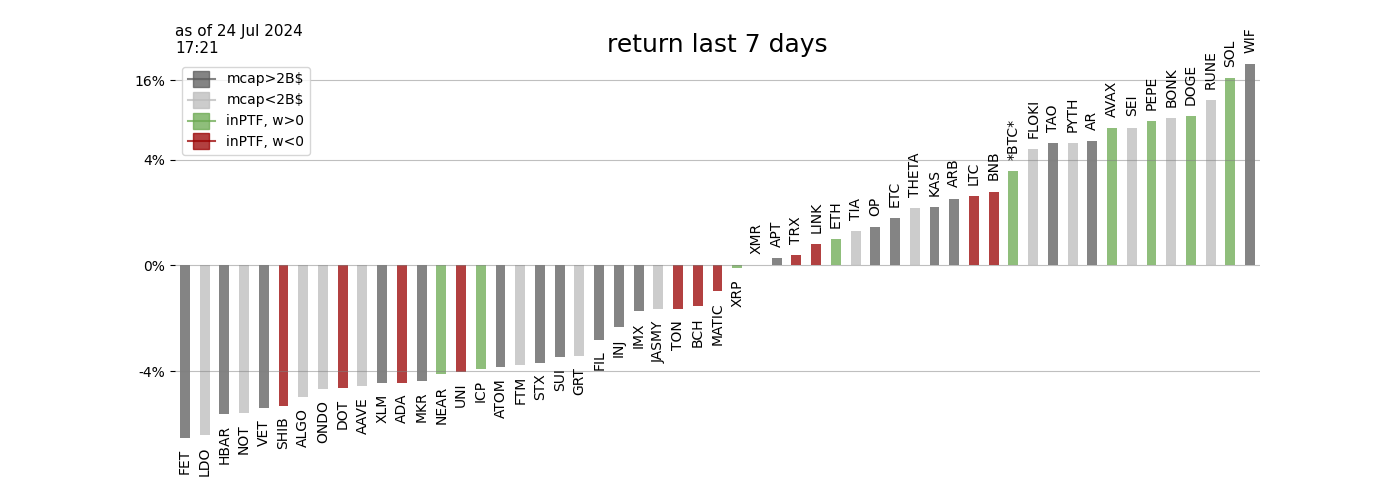 as of 24 Jul 2024
17:21
return last 7 days
mcap>2B$
mcap<2B$
inPTF, w>0
inPTF, w<0
16%
4%
0%
-4%
FET
LDO
HBAR
NOT
VET
SHIB
ALGO
ONDO
DOT
AAVE
XLM
ADA
MKR
NEAR
UNI
ICP
ATOM
FTM
STX
SUI
GRT
FIL
INJ
IMX
JASMY
TON
BCH
MATIC
XRP
XMR
APT
TRX
LINK
ETH
TIA
OP
ETC
THETA
KAS
ARB
LTC
BNB
*BTC*
FLOKI
TAO
PYTH
AR
AVAX
SEI
PEPE
BONK
DOGE
RUNE
SOL
WIF